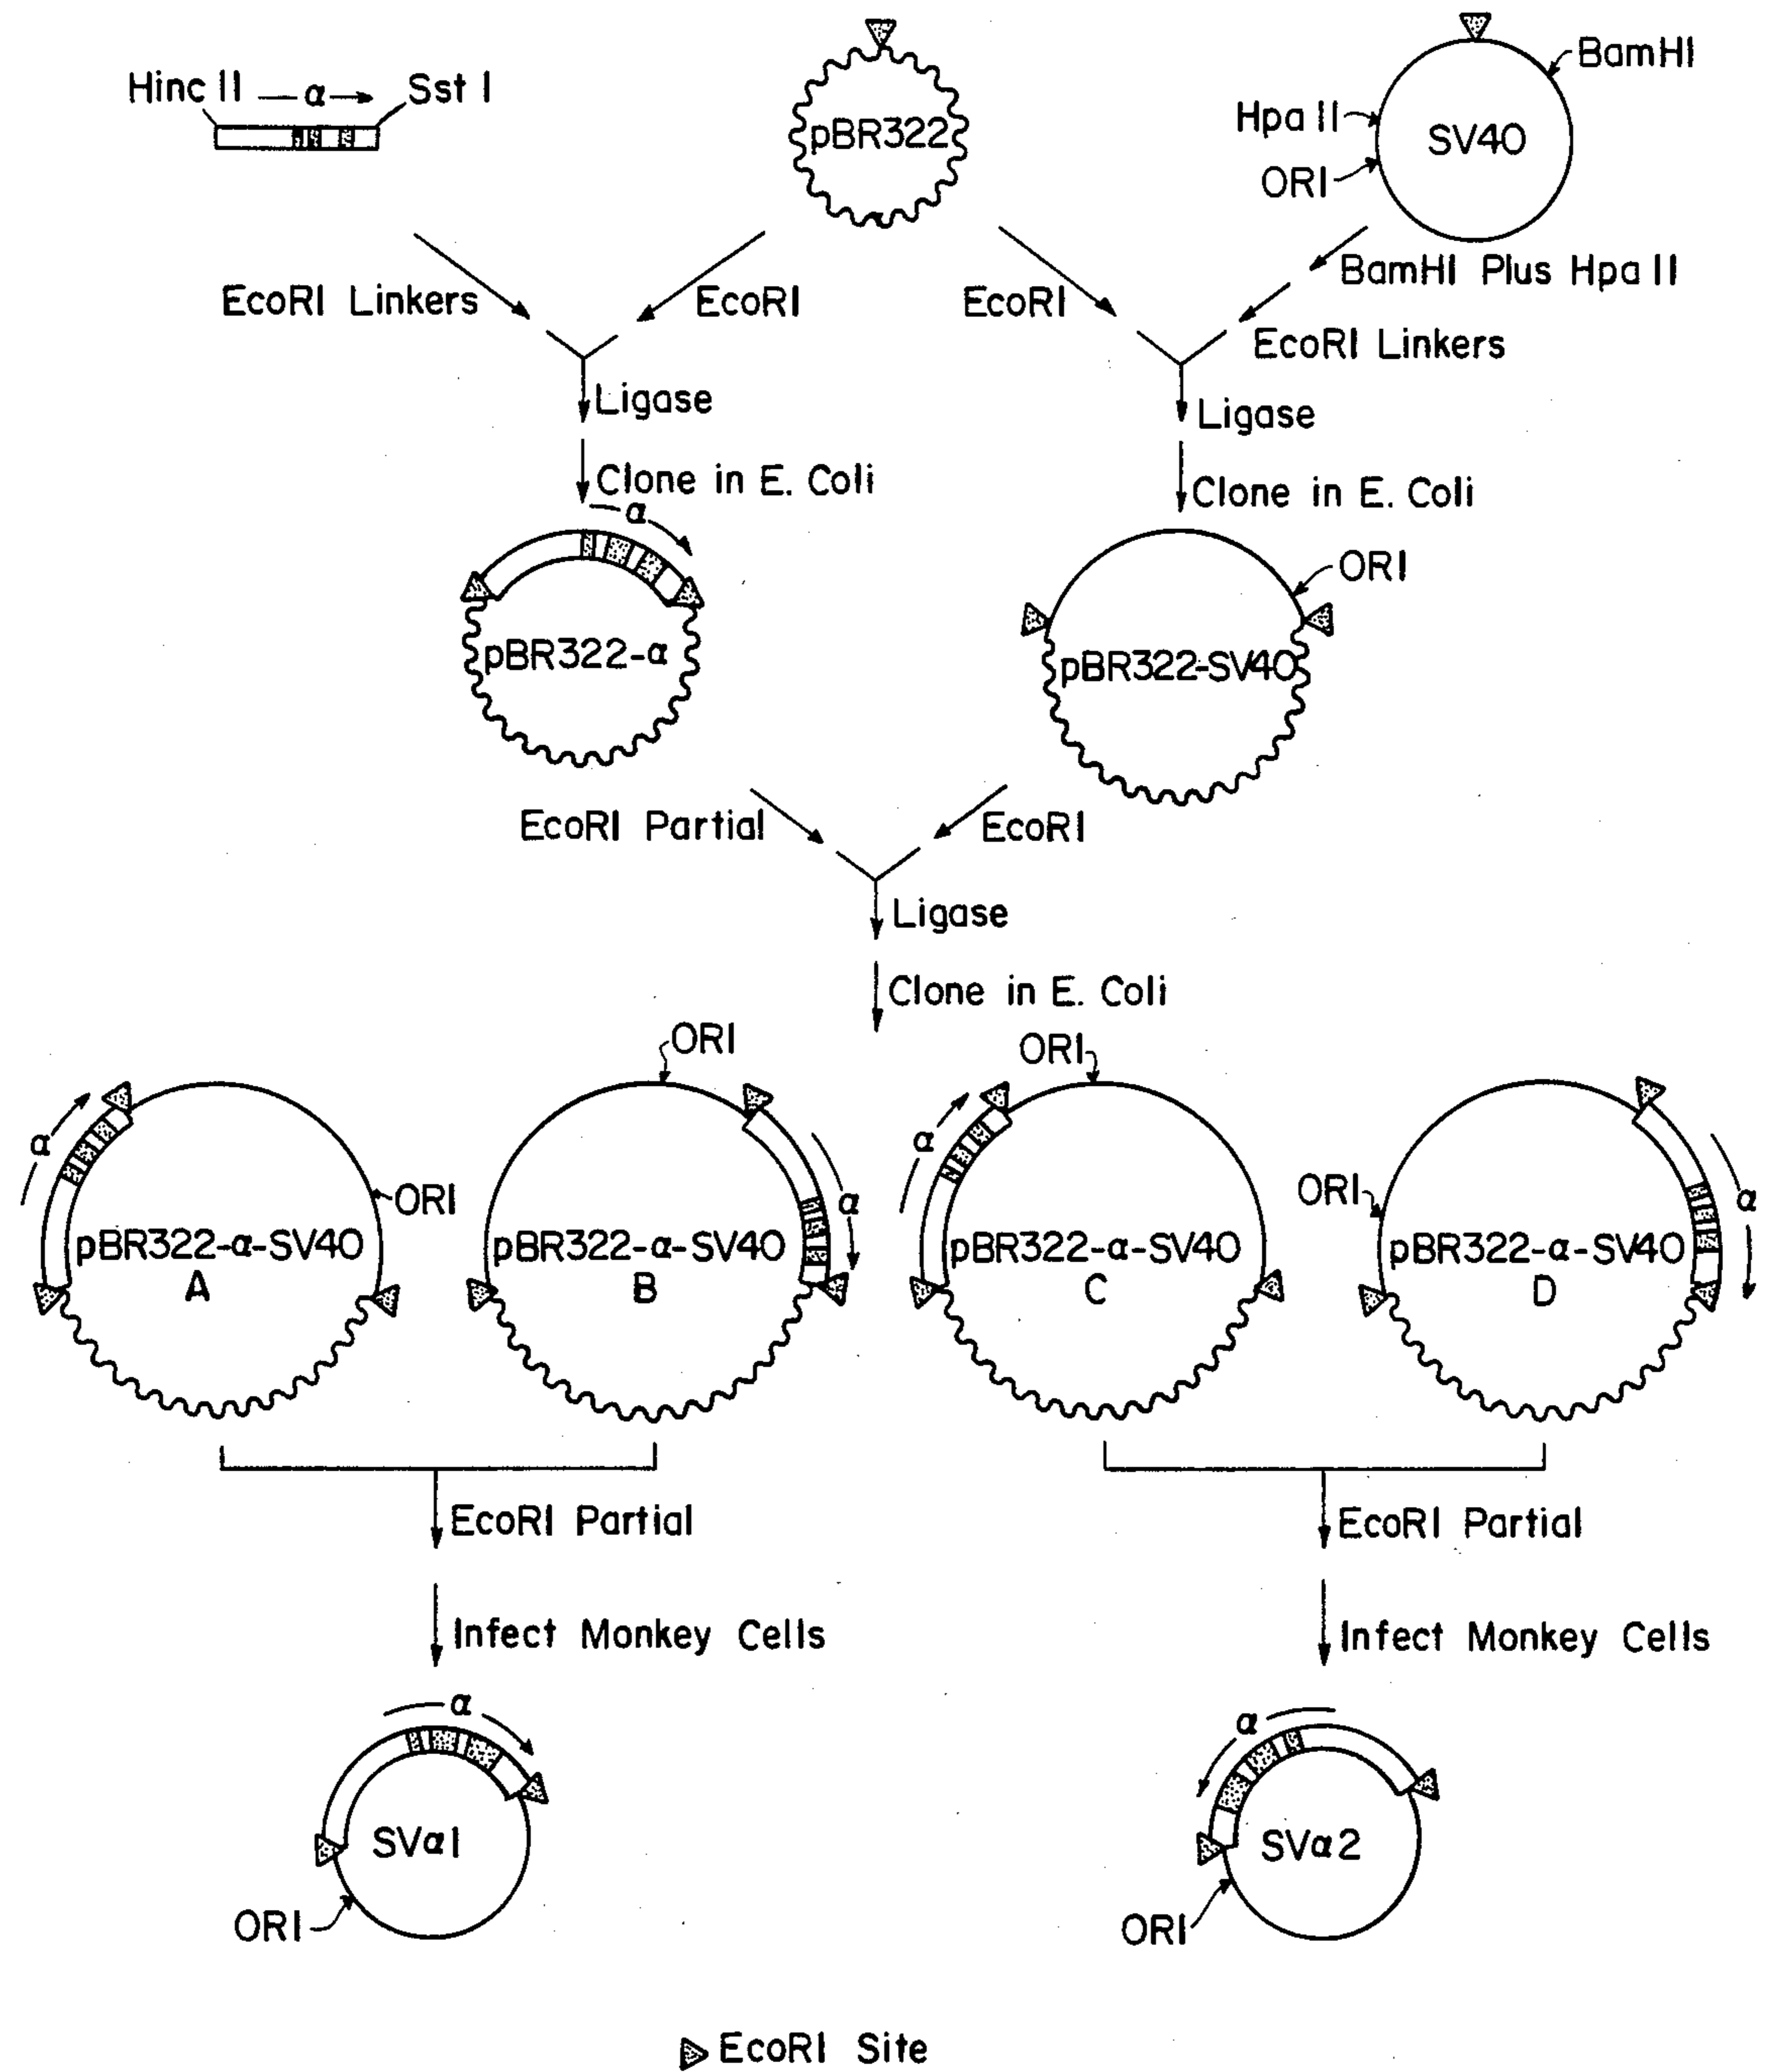 Hinc II α Sst I
pBR322
BamHI
Hpa II
SV40
ORI
EcoRI Linkers
EcoRI
EcoRI
BamHI Plus Hpa II
EcoRI Linkers
Ligase
Ligase
Clone in E. Coli
Clone in E. Coli
α
ORI
pBR322-α
pBR322-SV40
EcoRI Partial
EcoRI
Ligase
Clone in E. Coli
ORI
ORI
α
α
α
α
ORI
ORI
pBR322-α-SV40
A
pBR322-α-SV40
B
pBR322-α-SV40
C
pBR322-α-SV40
D
EcoRI Partial
EcoRI Partial
Infect Monkey Cells
Infect Monkey Cells
α
α
SVα1
SVα2
ORI
ORI
EcoRI Site